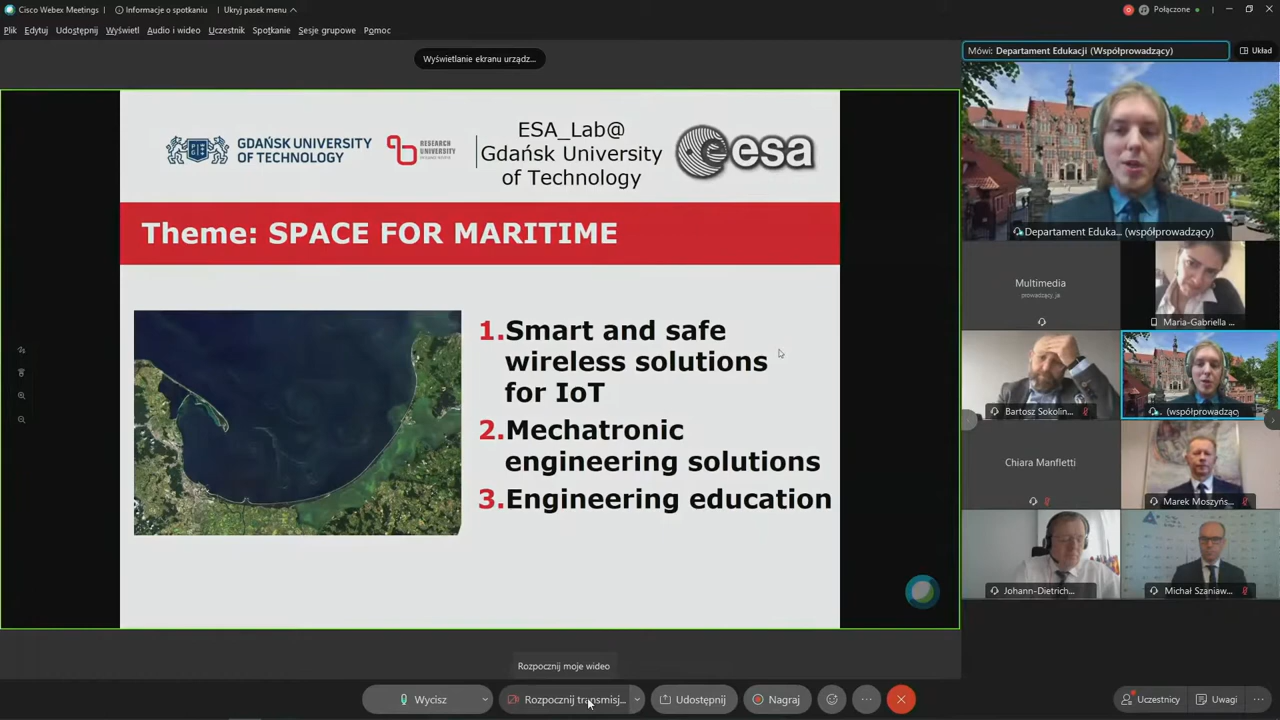 Cisco Webex Meetings
Informacje o spotkaniu
Ukryj pasek menu
Połączone
Plik Edytuj Udostępnij Wyświetl Audio i wideo Uczestnik Spotkanie Sesje grupowe Pomoc
Wyświetlanie ekranu urządz...
Mówi: Departament Edukacji (Współprowadzący)
Układ
GDAŃSK UNIVERSITY
OF TECHNOLOGY
RESEARCH
UNIVERSITY
ESA_Lab@
Gdańsk University
of Technology
esa
Theme: SPACE FOR MARITIME
1.Smart and safe
wireless solutions
for IoT
2.Mechatronic
engineering solutions
3.Engineering education
Departament Eduka... (współprowadzący)
Multimedia
prowadzący, ja
Maria-Gabriella ...
Bartosz Sokolin...
.. (współprowadzący)
Chiara Manfletti
Marek Moszyńs...
Johann-Dietrich...
Michał Szaniaw...
Rozpocznij moje wideo
Wycisz
Rozpocznij transmisj...
Udostępnij
Nagraj
Uczestnicy
Uwagi